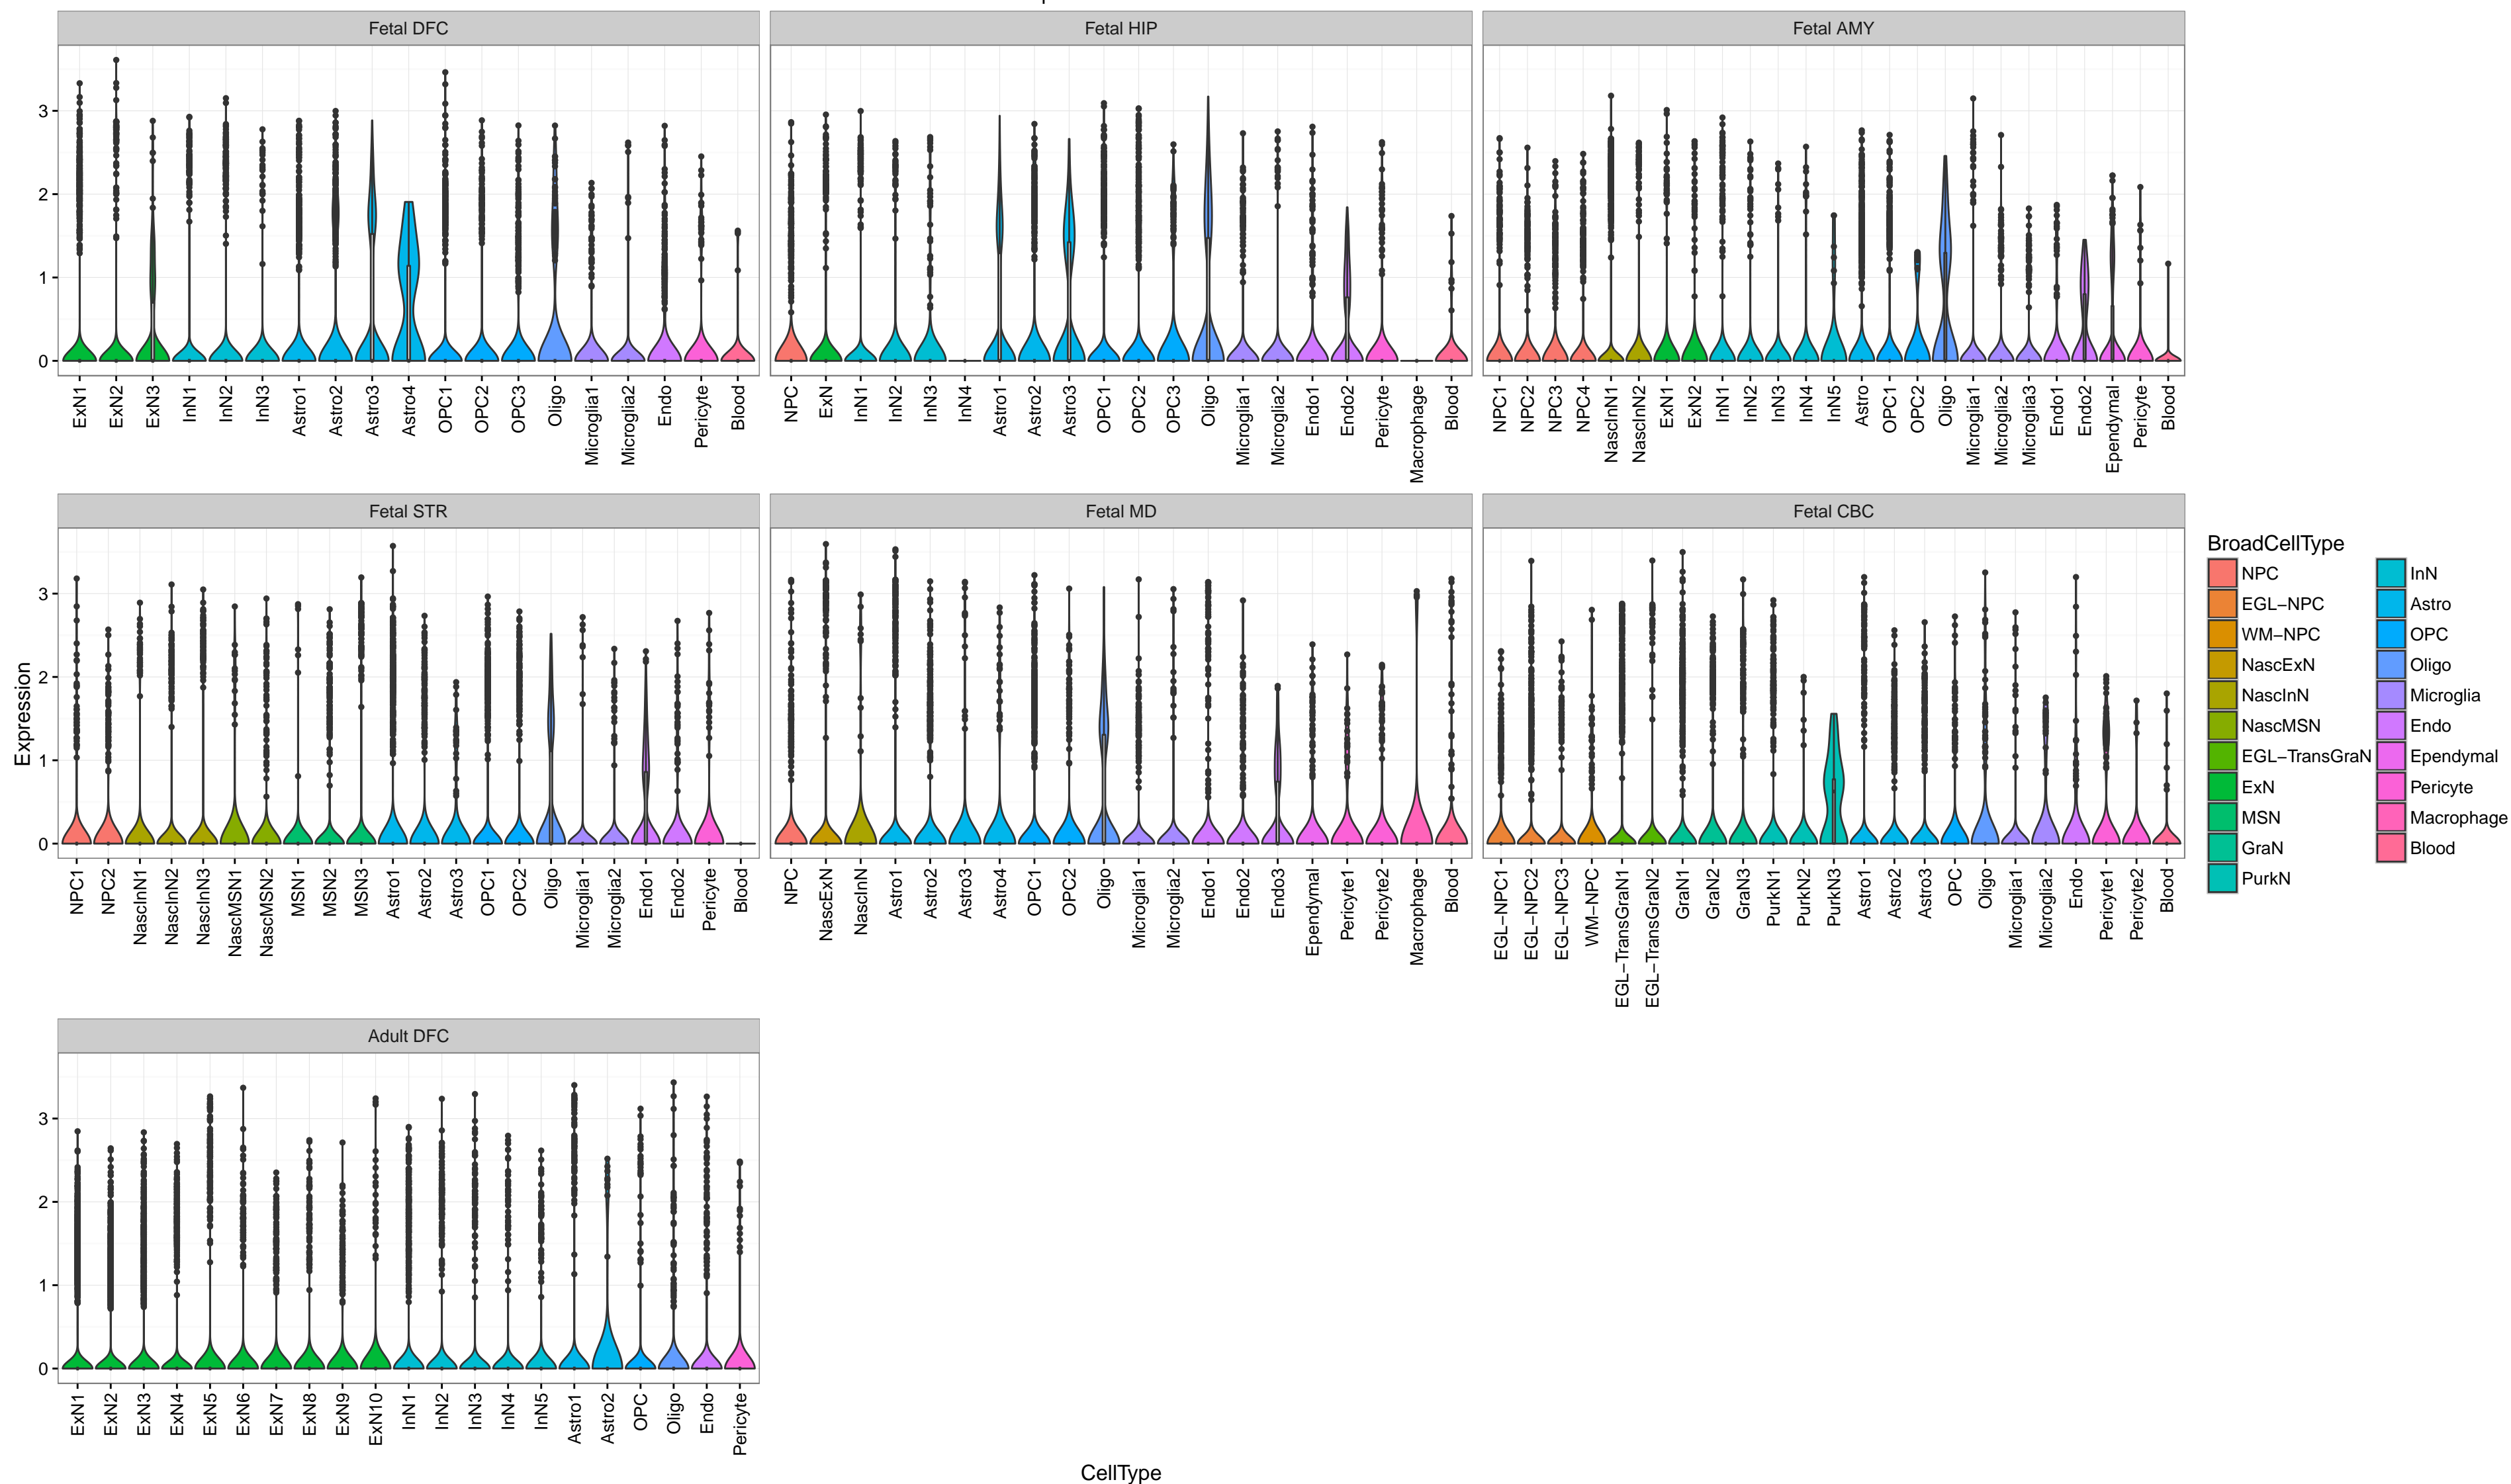 Fetal DFC
Fetal HIP
Fetal AMY
3
2
1
0
ExN1 ExN2 ExN3 InN1 InN2 InN3 Astro1 Astro2 Astro3 Astro4 OPC1 OPC2 OPC3 Oligo Microglia1 Microglia2 Endo Pericyte Blood
NPC ExN InN1 InN2 InN3 InN4 Astro1 Astro2 Astro3 OPC1 OPC2 OPC3 Oligo Microglia1 Microglia2 Endo1 Endo2 Pericyte Macrophage Blood
NPC1 NPC2 NPC3 NPC4 NascInN1 NascInN2 ExN1 ExN2 InN1 InN2 InN3 InN4 InN5 Astro OPC1 OPC2 Oligo Microglia1 Microglia2 Microglia3 Endo1 Endo2 Ependymal Pericyte Blood
Fetal STR
Fetal MD
Fetal CBC
Expression
3
2
1
0
NPC1 NPC2 NascInN1 NascInN2 NascInN3 NascMSN1 NascMSN2 MSN1 MSN2 MSN3 Astro1 Astro2 Astro3 OPC1 OPC2 Oligo Microglia1 Microglia2 Endo1 Endo2 Pericyte Blood
NPC NascExN NascInN Astro1 Astro2 Astro3 Astro4 OPC1 OPC2 Oligo Microglia1 Microglia2 Endo1 Endo2 Endo3 Ependymal Pericyte1 Pericyte2 Macrophage Blood
EGL−NPC1 EGL−NPC2 EGL−NPC3 WM−NPC EGL−TransGraN1 EGL−TransGraN2 GraN1 GraN2 GraN3 PurkN1 PurkN2 PurkN3 Astro1 Astro2 Astro3 OPC Oligo Microglia1 Microglia2 Endo Pericyte1 Pericyte2 Blood
BroadCellType
NPC
EGL−NPC
WM−NPC
NascExN
NascInN
NascMSN
EGL−TransGraN
ExN
MSN
GraN
PurkN
InN
Astro
OPC
Oligo
Microglia
Endo
Ependymal
Pericyte
Macrophage
Blood
Adult DFC
3
2
1
0
ExN1 ExN2 ExN3 ExN4 ExN5 ExN6 ExN7 ExN8 ExN9 ExN10 InN1 InN2 InN3 InN4 InN5 Astro1 Astro2 OPC Oligo Endo Pericyte
CellType